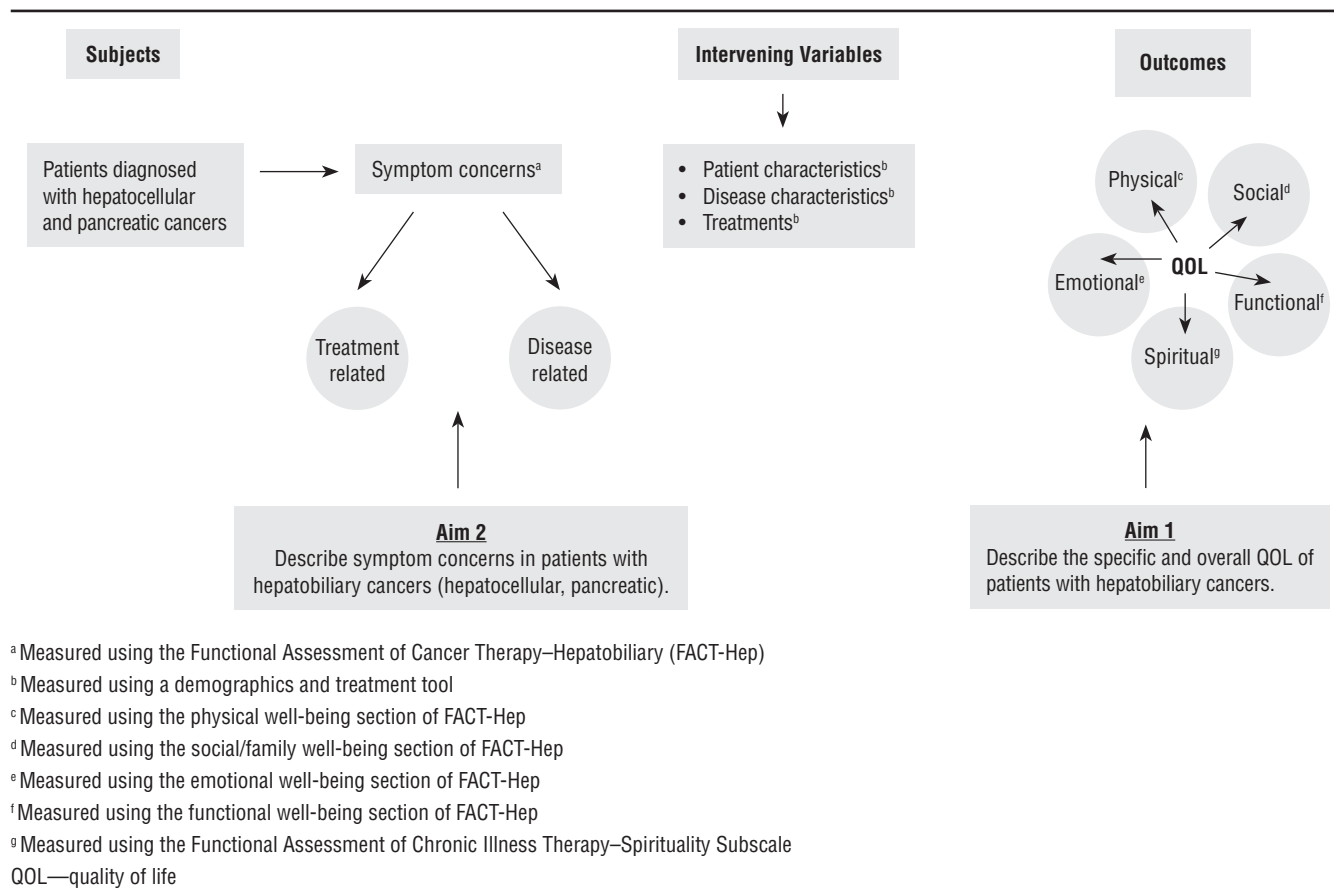 Subjects
Intervening Variables
Outcomes
Patients diagnosed
with hepatocellular
and pancreatic cancers
Symptom concernsᵃ
• Patient characteristicsᵇ
• Disease characteristicsᵇ
• Treatmentsᵇ
Physicalᶜ
Socialᵈ
QOL
Emotionalᵉ
Functionalᶠ
Spiritualᵍ
Treatment
related
Disease
related
Aim 2
Describe symptom concerns in patients with
hepatobiliary cancers (hepatocellular, pancreatic).
Aim 1
Describe the specific and overall QOL of
patients with hepatobiliary cancers.
ᵃ Measured using the Functional Assessment of Cancer Therapy–Hepatobiliary (FACT-Hep)
ᵇ Measured using a demographics and treatment tool
ᶜ Measured using the physical well-being section of FACT-Hep
ᵈ Measured using the social/family well-being section of FACT-Hep
ᵉ Measured using the emotional well-being section of FACT-Hep
ᶠ Measured using the functional well-being section of FACT-Hep
ᵍ Measured using the Functional Assessment of Chronic Illness Therapy–Spirituality Subscale
QOL—quality of life